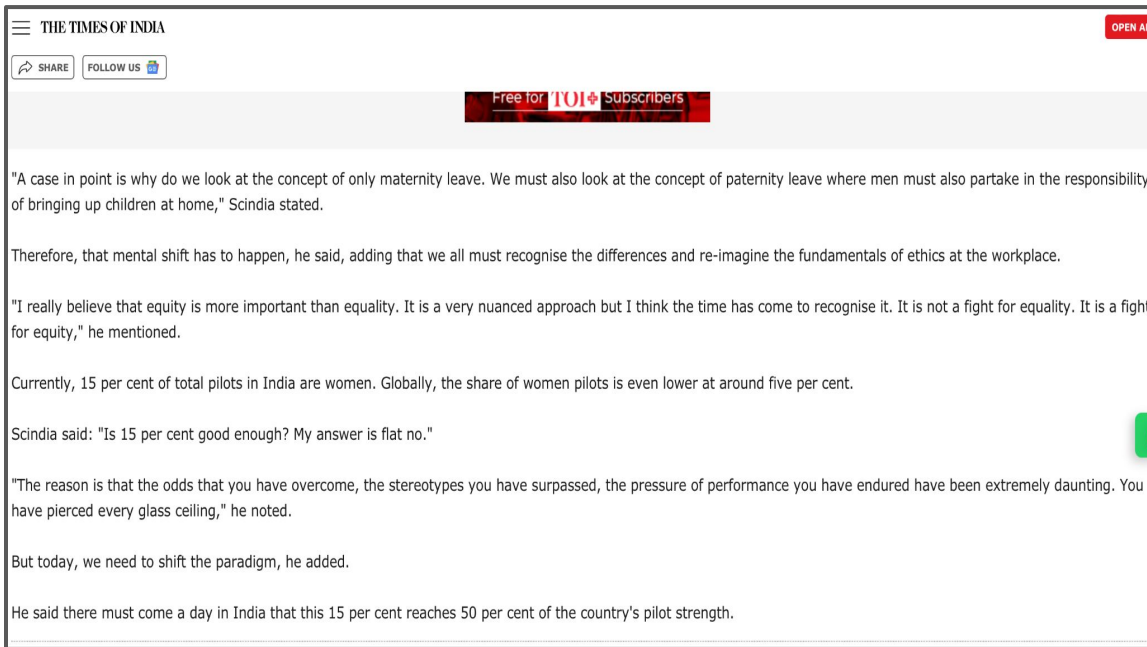 THE TIMES OF INDIA
OPEN A
SHARE
FOLLOW US
Free for TOI+ Subscribers
"A case in point is why do we look at the concept of only maternity leave. We must also look at the concept of paternity leave where men must also partake in the responsibility
of bringing up children at home," Scindia stated.
Therefore, that mental shift has to happen, he said, adding that we all must recognise the differences and re-imagine the fundamentals of ethics at the workplace.
"I really believe that equity is more important than equality. It is a very nuanced approach but I think the time has come to recognise it. It is not a fight for equality. It is a fight
for equity," he mentioned.
Currently, 15 per cent of total pilots in India are women. Globally, the share of women pilots is even lower at around five per cent.
Scindia said: "Is 15 per cent good enough? My answer is flat no."
"The reason is that the odds that you have overcome, the stereotypes you have surpassed, the pressure of performance you have endured have been extremely daunting. You
have pierced every glass ceiling," he noted.
But today, we need to shift the paradigm, he added.
He said there must come a day in India that this 15 per cent reaches 50 per cent of the country's pilot strength.